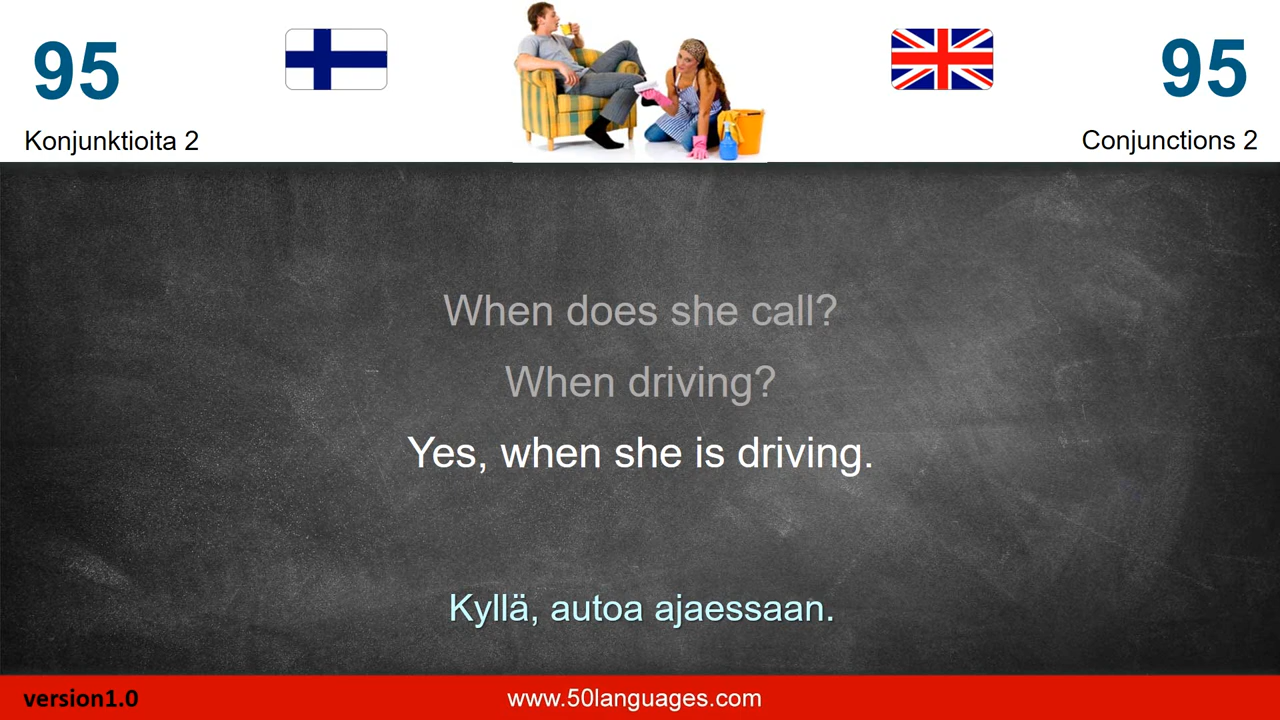 95
95
Konjunktioita 2
Conjunctions 2
When does she call?
When driving?
Yes, when she is driving.
Kyllä, autoa ajaessaan.
version1.0
www.50languages.com